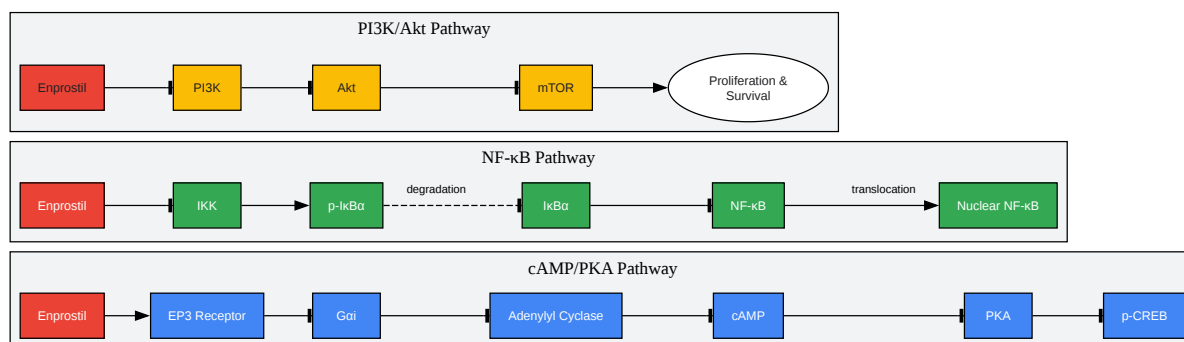 PI3K/Akt Pathway
Enprostil
PI3K
Akt
mTOR
Proliferation &
Survival
NF-κB Pathway
Enprostil
IKK
p-IκBα
degradation
IκBα
NF-κB
translocation
Nuclear NF-κB
cAMP/PKA Pathway
Enprostil
EP3 Receptor
Gαi
Adenylyl Cyclase
cAMP
PKA
p-CREB